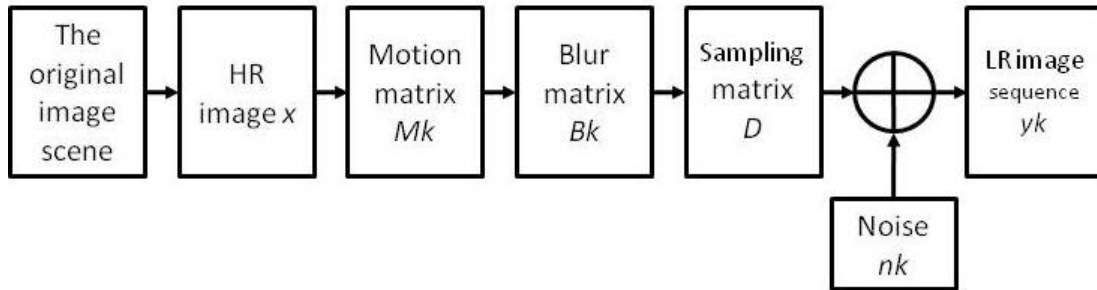 The
original
image
scene
HR
image x
Motion
matrix
Mk
Blur
matrix
Bk
Sampling
matrix
D
LR image
sequence
yk
Noise
nk